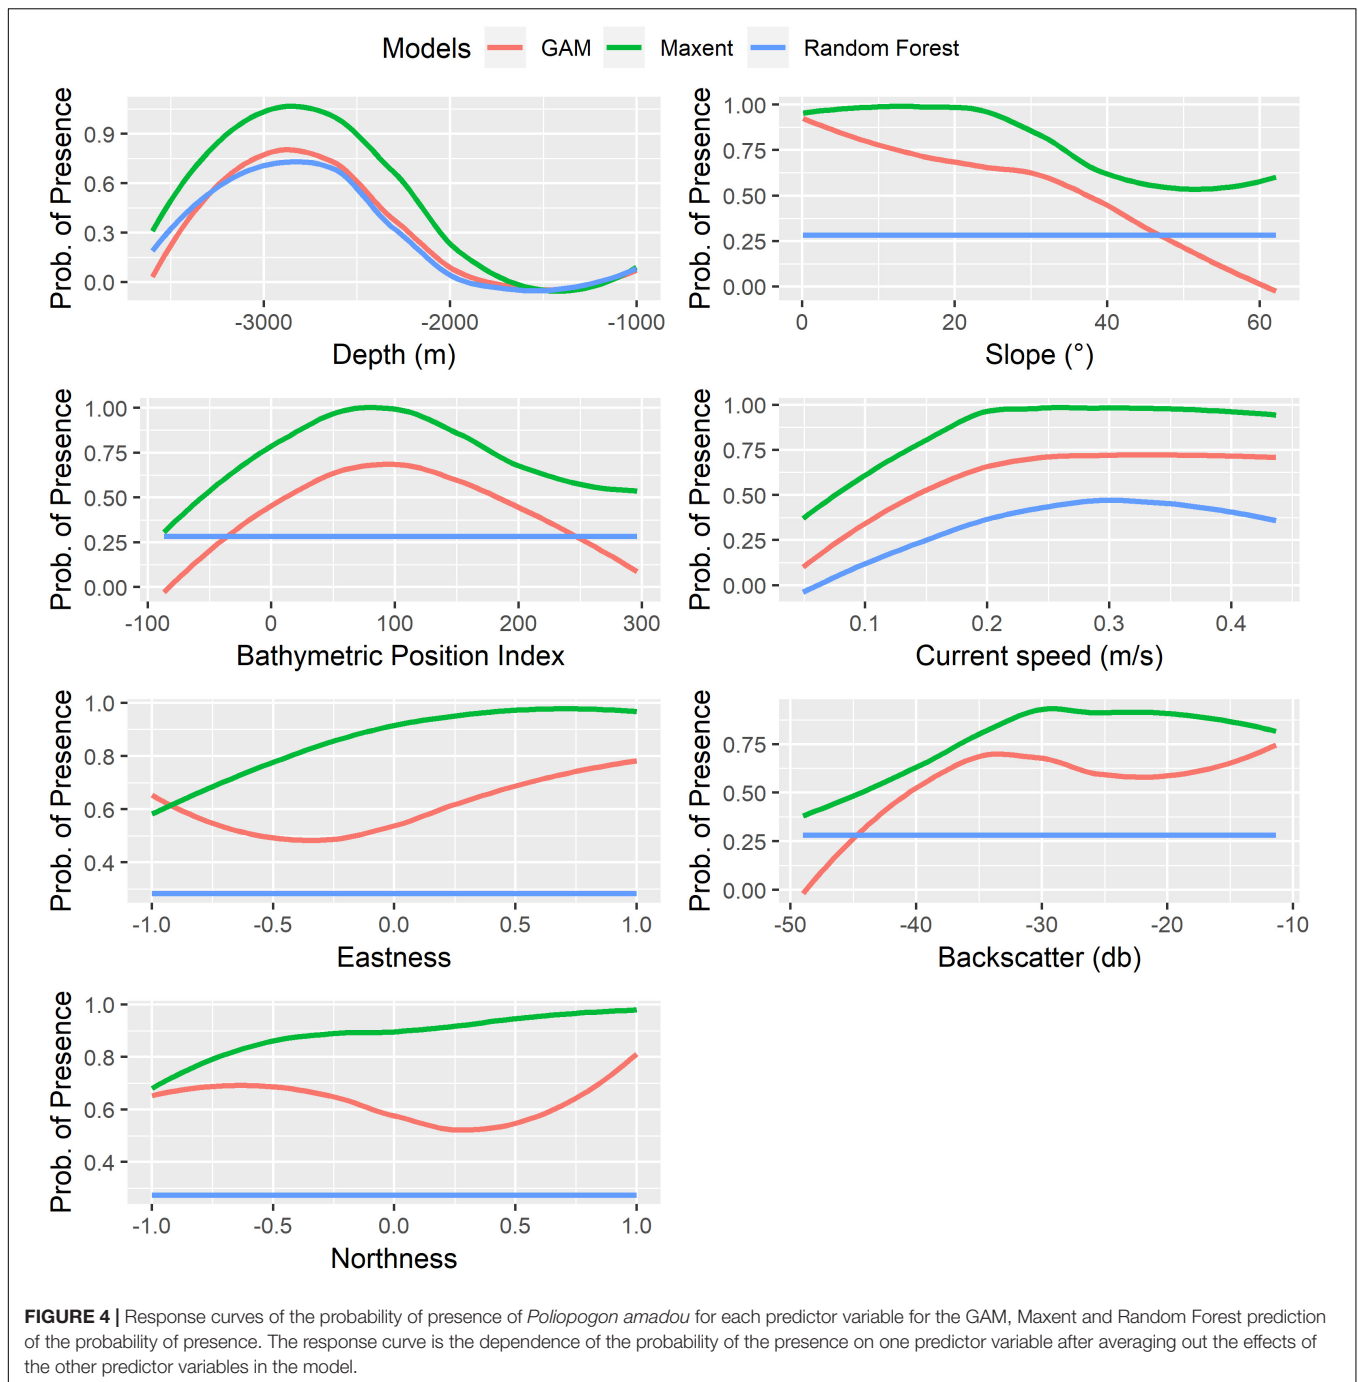 Models GAM Maxent Random Forest
Prob. of Presence
0.9
0.6
0.3
0.0
-3000 -2000 -1000
Depth (m)
Prob. of Presence
1.00
0.75
0.50
0.25
0.00
0 20 40 60
Slope (°)
Prob. of Presence
1.00
0.75
0.50
0.25
0.00
-100 0 100 200 300
Bathymetric Position Index
Prob. of Presence
1.00
0.75
0.50
0.25
0.00
0.1 0.2 0.3 0.4
Current speed (m/s)
Prob. of Presence
1.0
0.8
0.6
0.4
-1.0 -0.5 0.0 0.5 1.0
Eastness
Prob. of Presence
0.75
0.50
0.25
0.00
-50 -40 -30 -20 -10
Backscatter (db)
Prob. of Presence
1.0
0.8
0.6
0.4
-1.0 -0.5 0.0 0.5 1.0
Northness
FIGURE 4 | Response curves of the probability of presence of Poliopogon amadou for each predictor variable for the GAM, Maxent and Random Forest prediction
of the probability of presence. The response curve is the dependence of the probability of the presence on one predictor variable after averaging out the effects of
the other predictor variables in the model.